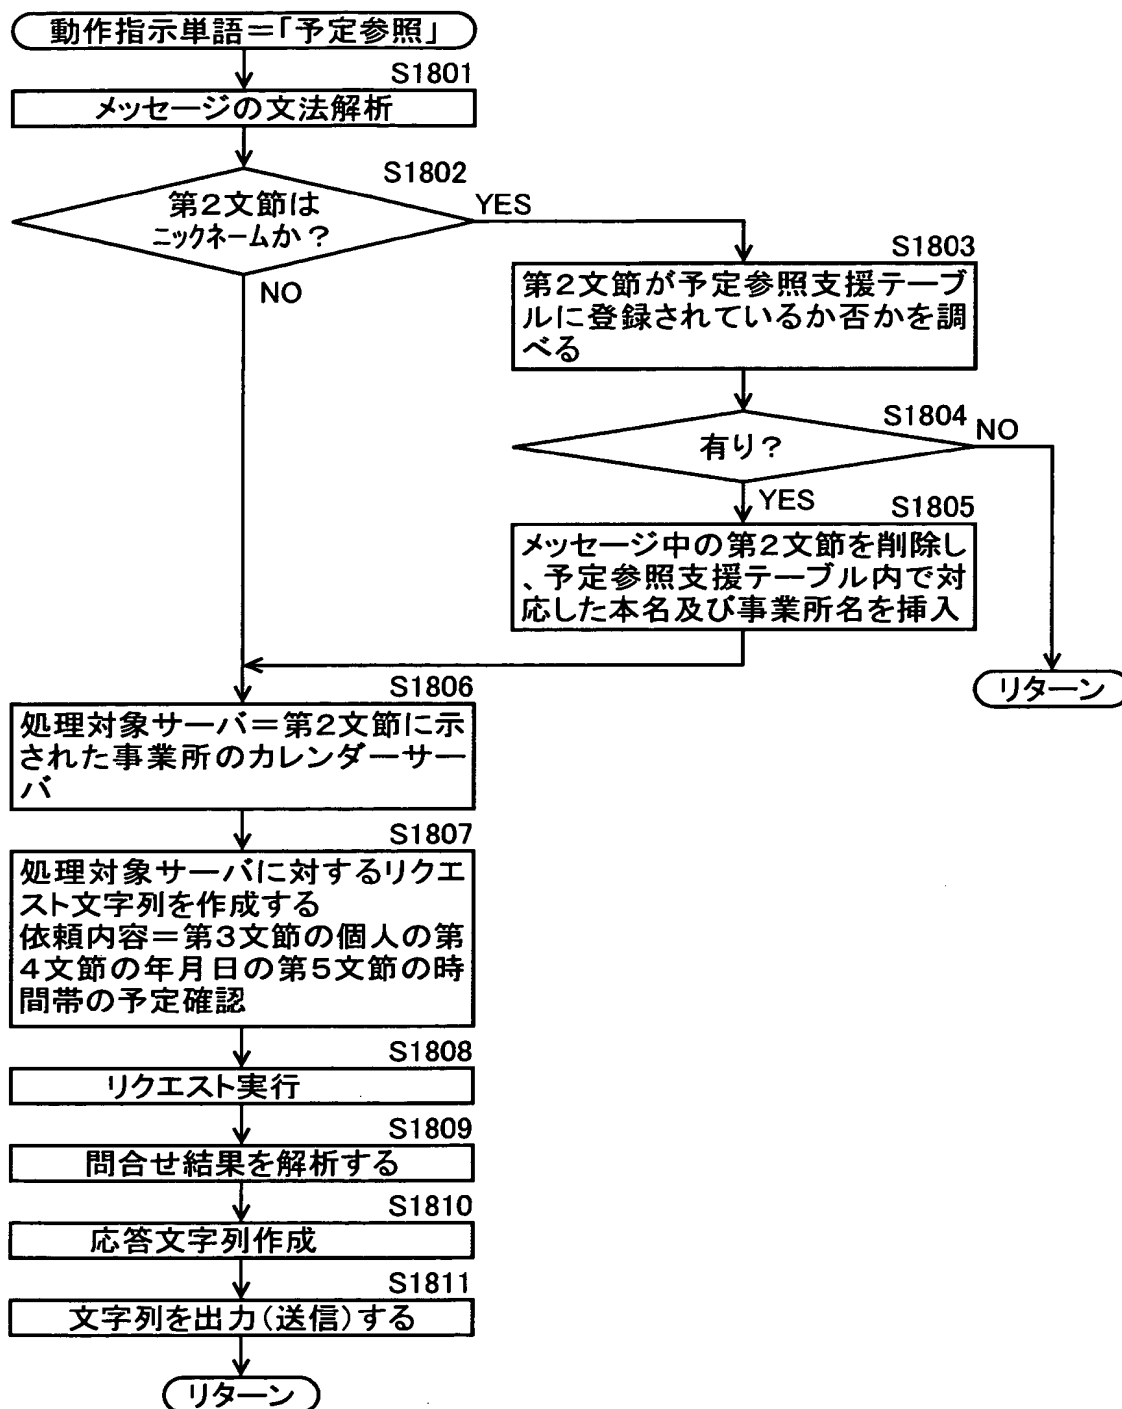 動作指示単語=「予定参照」
S1801
メッセージの文法解析
S1802
第2文節は
ニックネームか?
YES
NO
S1803
第2文節が予定参照支援テーブ
ルに登録されているか否かを調
べる
S1804
有り?
NO
YES
S1805
メッセージ中の第2文節を削除し
、予定参照支援テーブル内で対
応した本名及び事業所名を挿入
リターン
S1806
処理対象サーバ=第2文節に示
された事業所のカレンダーサー
バ
S1807
処理対象サーバに対するリクエ
スト文字列を作成する
依頼内容=第3文節の個人の第
4文節の年月日の第5文節の時
間帯の予定確認
S1808
リクエスト実行
S1809
問合せ結果を解析する
S1810
応答文字列作成
S1811
文字列を出力(送信)する
リターン